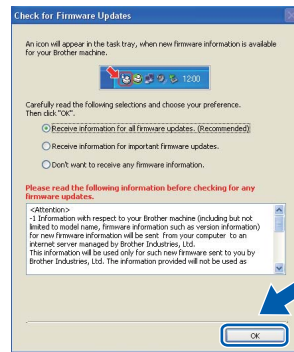 Check for Firmware Updates
An icon will appear in the task tray, when new firmware information is available
for your Brother machine.
1200
Carefully read the following selections and choose your preference.
Then click "OK".
Receive information for all firmware updates. (Recommended)
Receive information for important firmware updates.
Don't want to receive any firmware information.
Please read the following information before checking for any
firmware updates.
<Attention>
-1 Information with respect to your Brother machine (including but not
limited to model name, firmware information such as version information)
for new firmware information will be sent from your computer to an
internet server managed by Brother Industries, Ltd.
This information will be used only for such new firmware sent to you by
Brother Industries, Ltd. The information provided will not be used as
OK